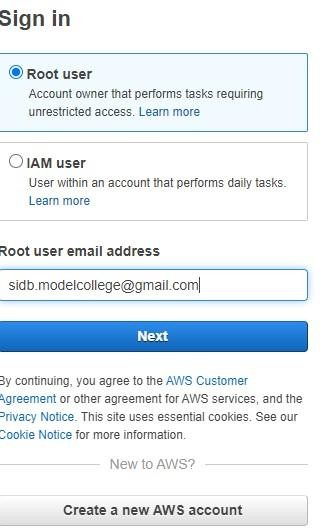 Sign in
Root user
Account owner that performs tasks requiring
unrestricted access. Learn more
IAM user
User within an account that performs daily tasks.
Learn more
Root user email address
sidb.modelcollege@gmail.com
Next
By continuing, you agree to the AWS Customer
Agreement or other agreement for AWS services, and the
Privacy Notice. This site uses essential cookies. See our
Cookie Notice for more information.
New to AWS?
Create a new AWS account